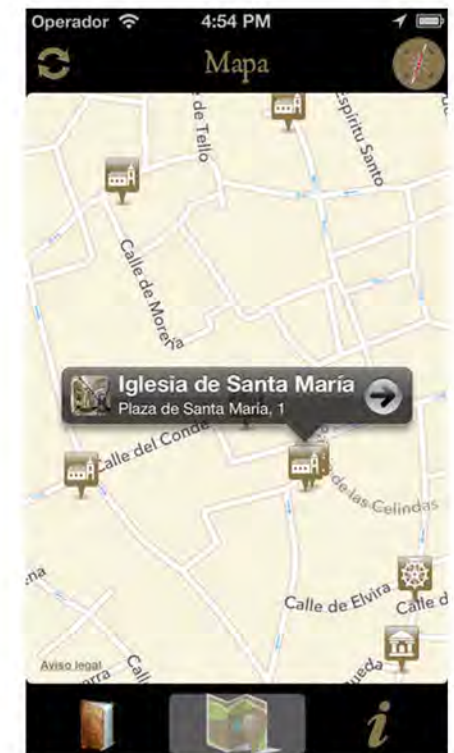 Operador 4:54 PM
Mapa
de Tello
Espíritu Santo
Calle de Morería
Iglesia de Santa María
Plaza de Santa María, 1
Calle del Conde
de las Celindas
Calle de Elvira
Calle d
Aviso legal
i